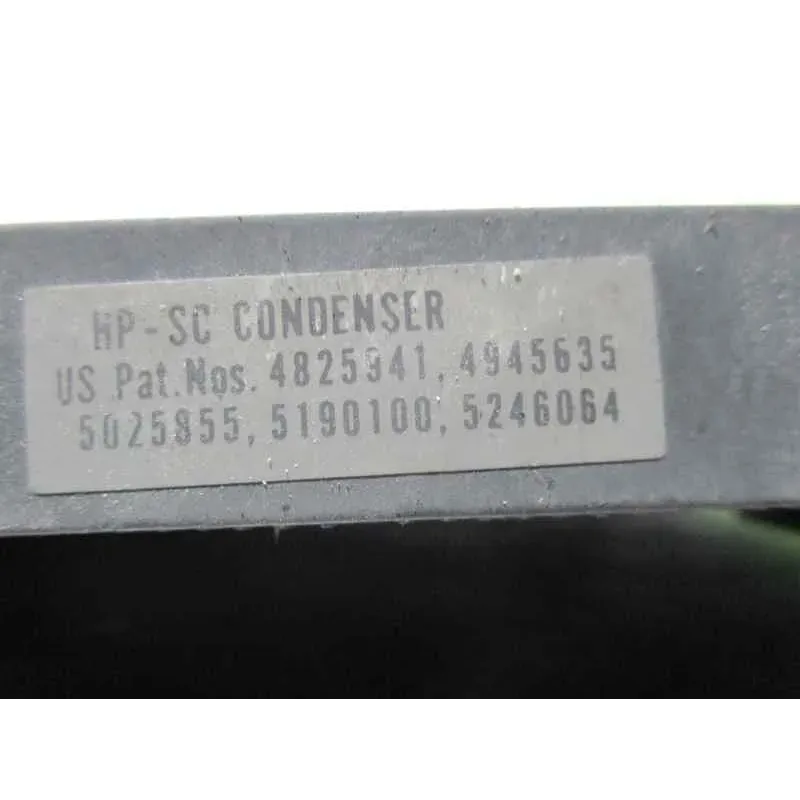 HP-SC CONDENSER
US Pat.Nos. 4825941, 4945635
5025855, 5190100, 5246064